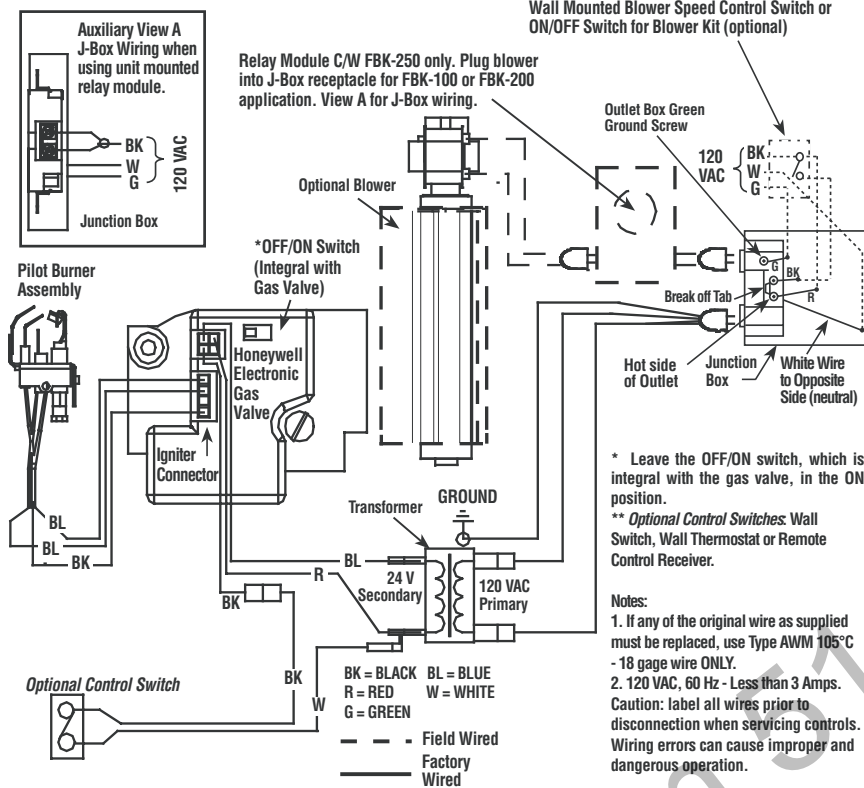 Wall Mounted Blower Speed Control Switch or
ON/OFF Switch for Blower Kit (optional)
Auxiliary View A
J-Box Wiring when
using unit mounted
relay module.
BK
W
G
120 VAC
Junction Box
Relay Module C/W FBK-250 only. Plug blower
into J-Box receptacle for FBK-100 or FBK-200
application. View A for J-Box wiring.
Outlet Box Green
Ground Screw
120
VAC
BK
W
G
Optional Blower
*OFF/ON Switch
(Integral with
Gas Valve)
Pilot Burner
Assembly
Honeywell
Electronic
Gas
Valve
Igniter
Connector
G
BK
R
Break off Tab
Hot side
of Outlet
Junction
Box
White Wire
to Opposite
Side (neutral)
BL
BL
BK
Transformer
GROUND
BL
R
BK
24 V
Secondary
120 VAC
Primary
BK
W
Optional Control Switch
BK = BLACK BL = BLUE
R = RED W = WHITE
G = GREEN
Field Wired
Factory
Wired
* Leave the OFF/ON switch, which is
integral with the gas valve, in the ON
position.
** Optional Control Switches: Wall
Switch, Wall Thermostat or Remote
Control Receiver.
Notes:
1. If any of the original wire as supplied
must be replaced, use Type AWM 105°C
- 18 gage wire ONLY.
2. 120 VAC, 60 Hz - Less than 3 Amps.
Caution: label all wires prior to
disconnection when servicing controls.
Wiring errors can cause improper and
dangerous operation.
51